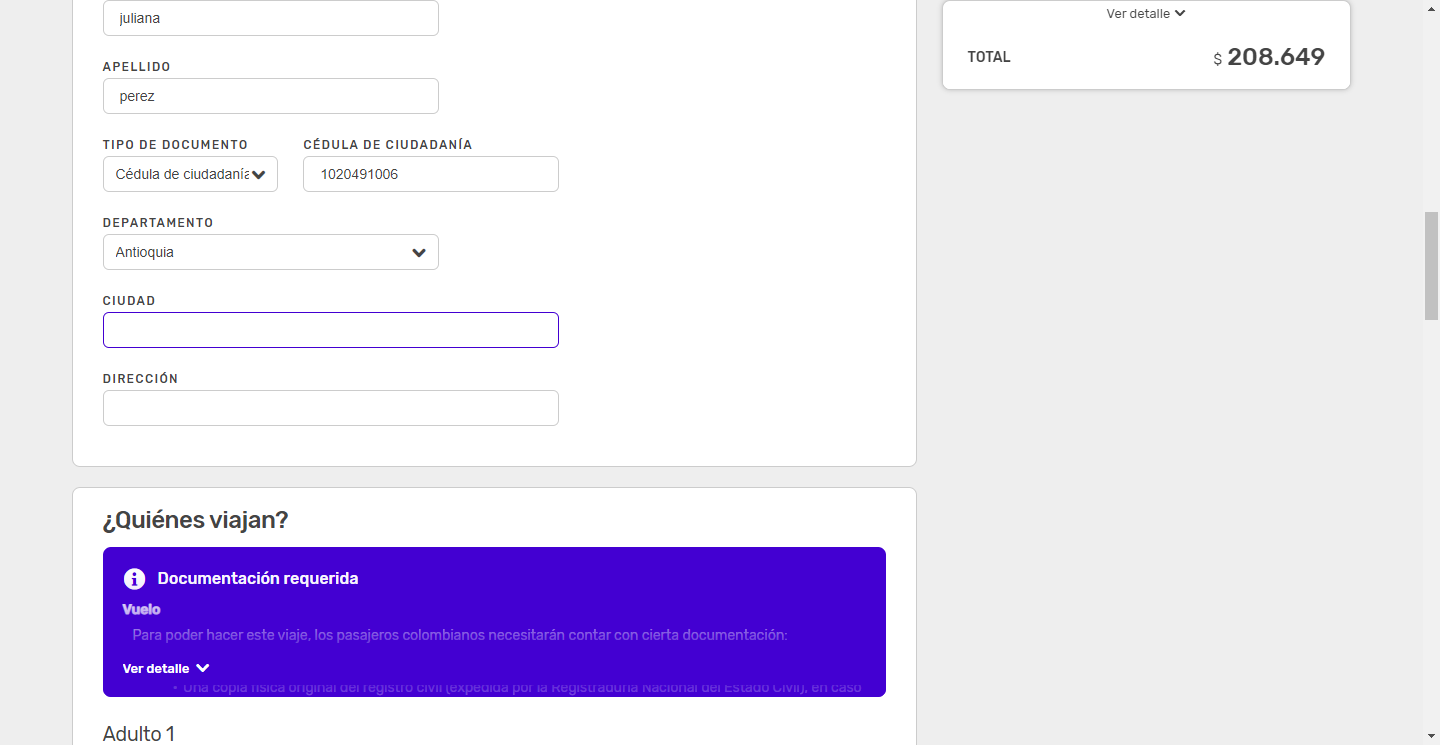 juliana
APELLIDO
perez
TIPO DE DOCUMENTO CÉDULA DE CIUDADANÍA
Cédula de ciudadanía 1020491006
DEPARTAMENTO
Antioquia
CIUDAD
DIRECCIÓN
¿Quiénes viajan?
Documentación requerida
Vuelo
Para poder hacer este viaje, los pasajeros colombianos necesitarán contar con cierta documentación:
Ver detalle
• Una copia física original del registro civil (expedida por la Registraduría Nacional del Estado Civil), en caso
Adulto 1
Ver detalle
TOTAL $ 208.649